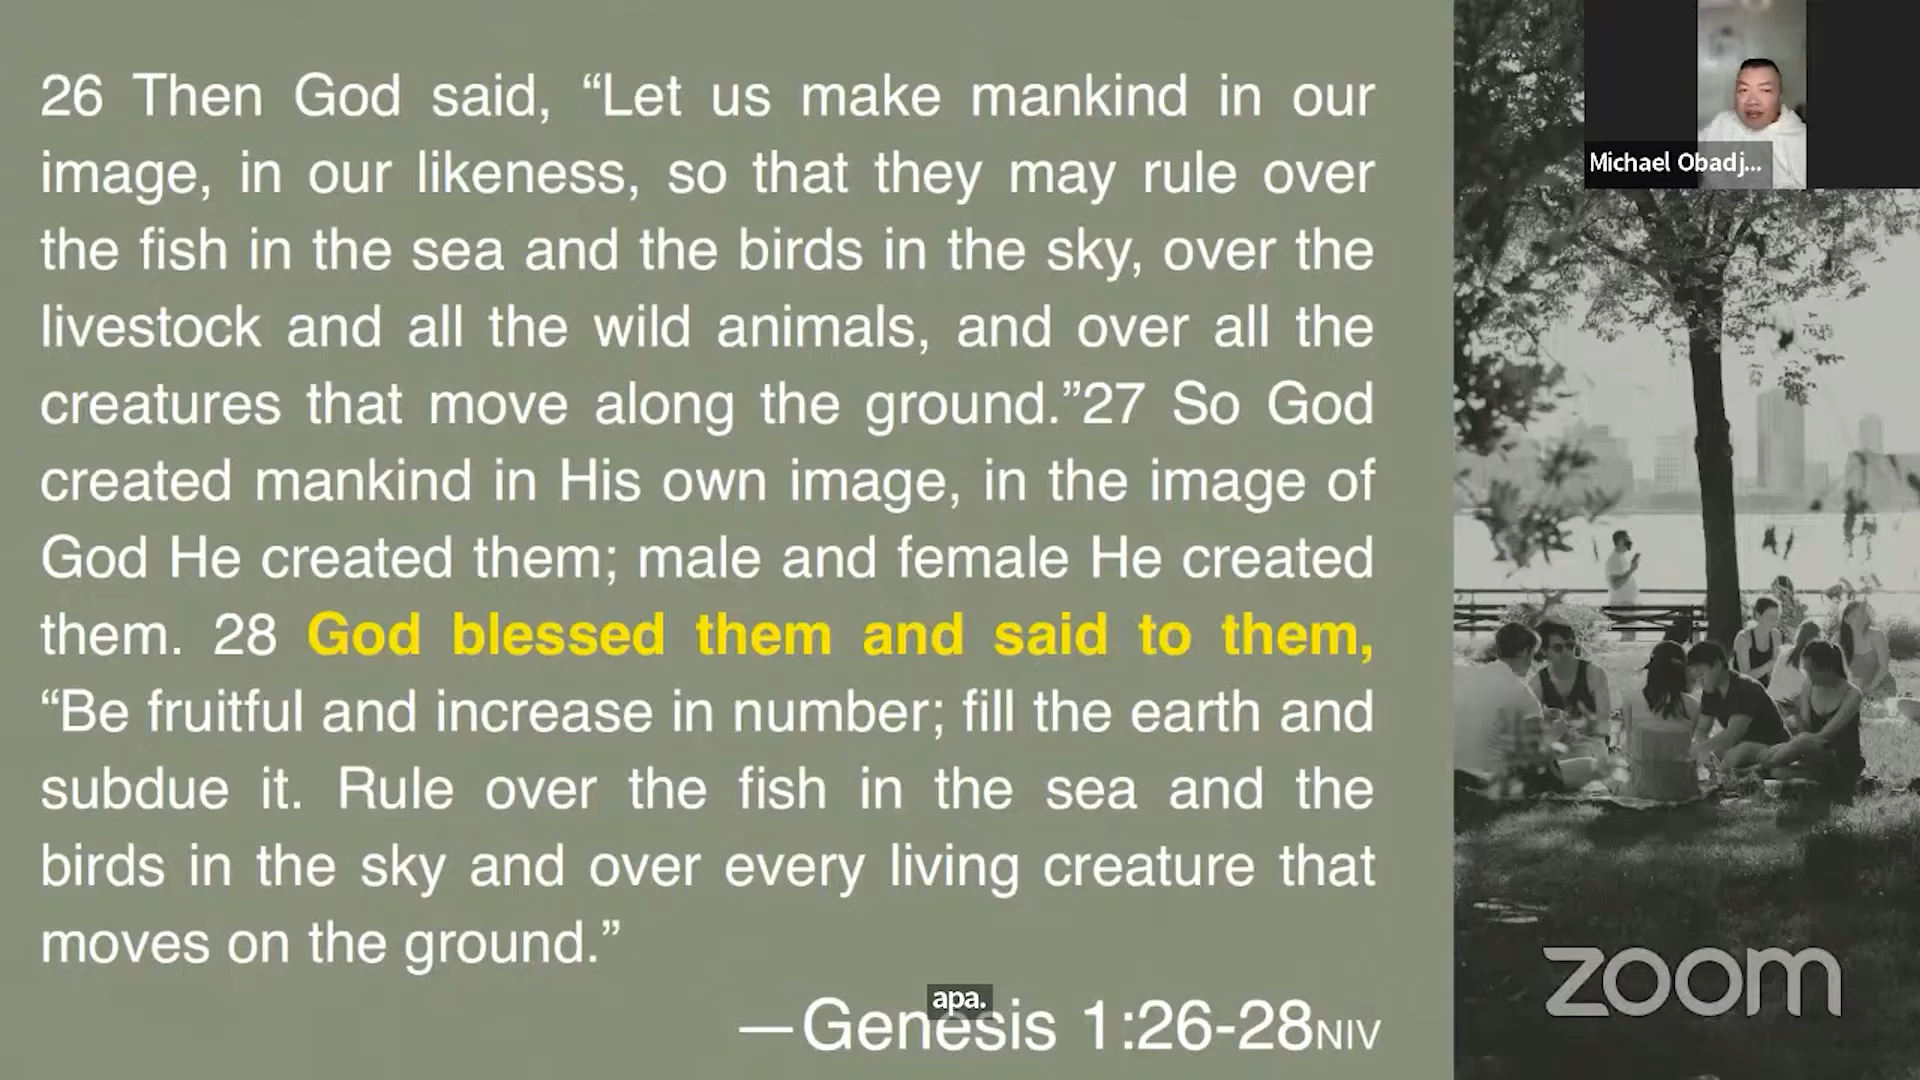 26 Then God said, “Let us make mankind in our
image, in our likeness, so that they may rule over
the fish in the sea and the birds in the sky, over the
livestock and all the wild animals, and over all the
creatures that move along the ground.”27 So God
created mankind in His own image, in the image of
God He created them; male and female He created
them. 28 God blessed them and said to them,
“Be fruitful and increase in number; fill the earth and
subdue it. Rule over the fish in the sea and the
birds in the sky and over every living creature that
moves on the ground.”
—Genesis 1:26-28NIV
apa.
Michael Obadj...
zoom